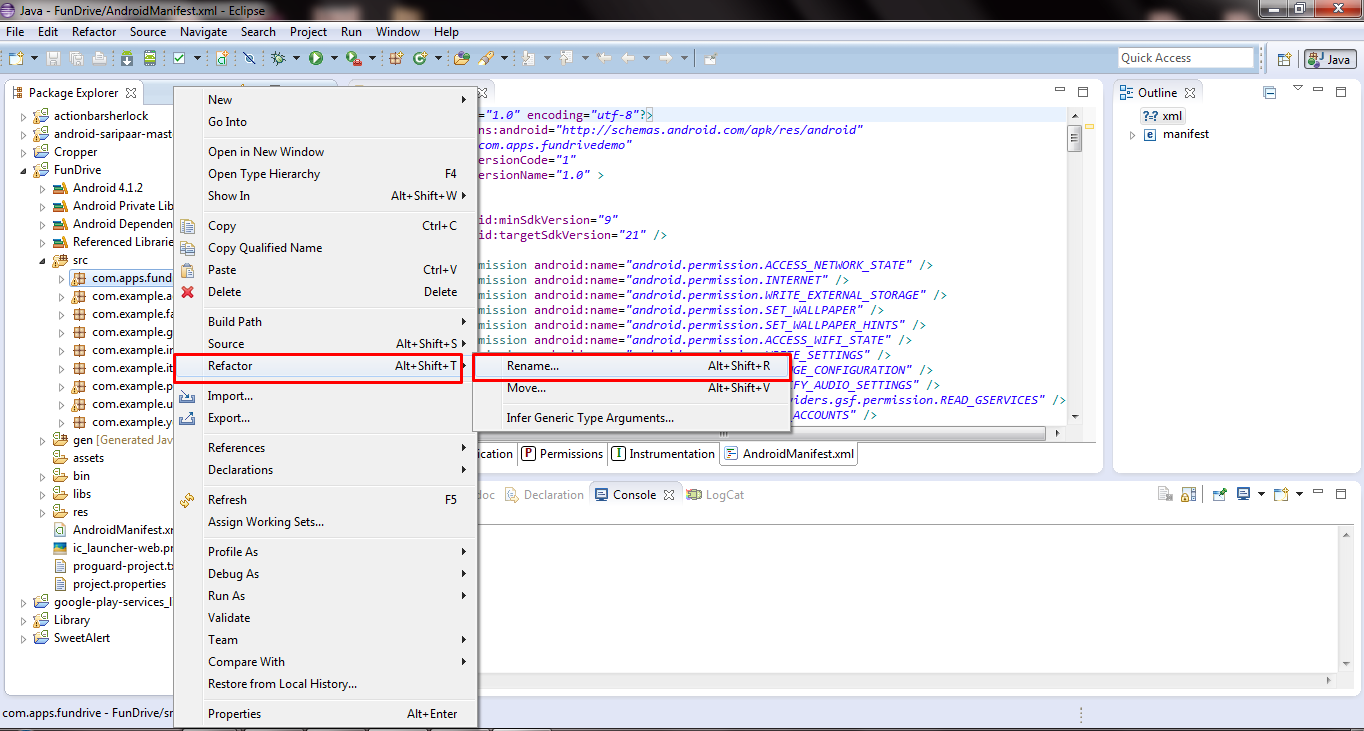 Java - FunDrive/AndroidManifest.xml - Eclipse
File Edit Refactor Source Navigate Search Project Run Window Help
Quick Access
Java
Package Explorer
actionbarsherlock
android-saripaar-mast
Cropper
FunDrive
Android 4.1.2
Android Private Lib
Android Dependen
Referenced Librarie
src
com.apps.fund
com.example.a
com.example.fa
com.example.g
com.example.in
com.example.it
com.example.p
com.example.u
com.example.y
gen [Generated Jav
assets
bin
libs
res
AndroidManifest.xm
ic_launcher-web.pn
proguard-project.tx
project.properties
google-play-services_l
Library
SweetAlert
New
Go Into
Open in New Window
Open Type Hierarchy F4
Show In Alt+Shift+W
Copy Ctrl+C
Copy Qualified Name
Paste Ctrl+V
Delete Delete
Build Path
Source Alt+Shift+S
Refactor Alt+Shift+T
Import...
Export...
References
Declarations
Refresh F5
Assign Working Sets...
Profile As
Debug As
Run As
Validate
Team
Compare With
Restore from Local History...
Properties Alt+Enter
Rename... Alt+Shift+R
Move... Alt+Shift+V
Infer Generic Type Arguments...
="1.0" encoding="utf-8"?>
ns:android="http://schemas.android.com/apk/res/android"
com.apps.fundrivedemo"
ersionCode="1"
ersionName="1.0" >
id:minSdkVersion="9"
id:targetSdkVersion="21" />
mission android:name="android.permission.ACCESS_NETWORK_STATE" />
mission android:name="android.permission.INTERNET" />
mission android:name="android.permission.WRITE_EXTERNAL_STORAGE" />
mission android:name="android.permission.SET_WALLPAPER" />
mission android:name="android.permission.SET_WALLPAPER_HINTS" />
mission android:name="android.permission.ACCESS_WIFI_STATE" />
SETTINGS" />
GE_CONFIGURATION" />
FY_AUDIO_SETTINGS" />
viders.gsf.permission.READ_GSERVICES" />
ACCOUNTS" />
ication Permissions Instrumentation AndroidManifest.xml
Outline
xml
manifest
doc Declaration Console LogCat
com.apps.fundrive - FunDrive/sr